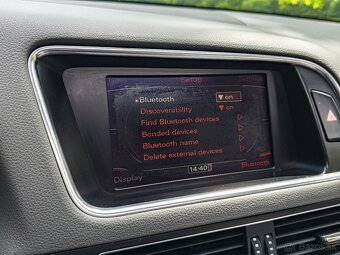 Setup
Bluetooth
on
Discoverability
on
Find Bluetooth devices
Bonded devices
Bluetooth name
Delete external devices
Display
14:40
Bluetooth